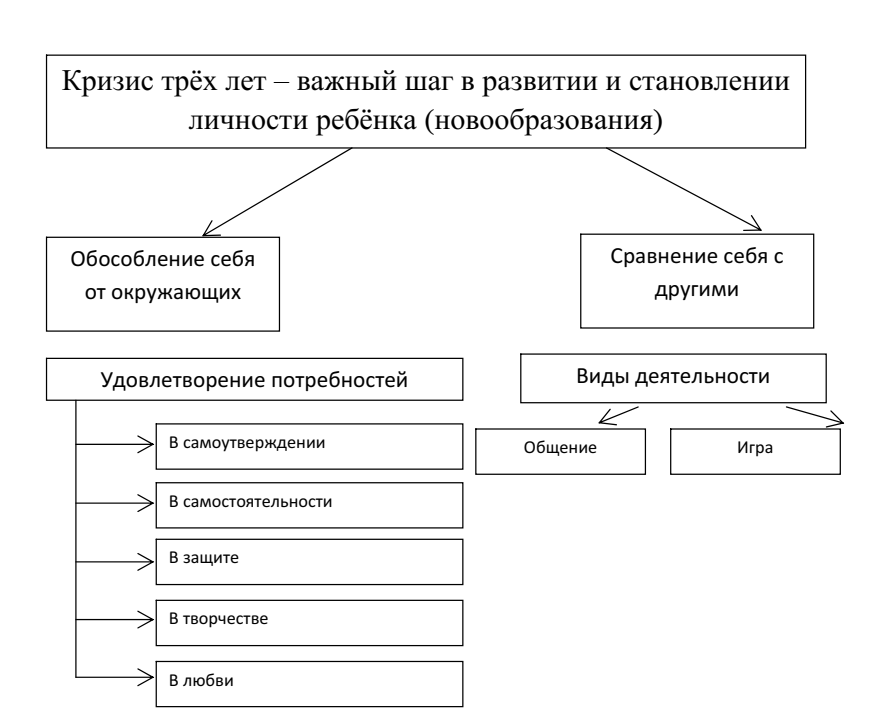 Кризис трёх лет – важный шаг в развитии и становлении
личности ребёнка (новообразования)
Обособление себя
от окружающих
Сравнение себя с
другими
Удовлетворение потребностей
В самоутверждении
В самостоятельности
В защите
В творчестве
В любви
Виды деятельности
Общение
Игра